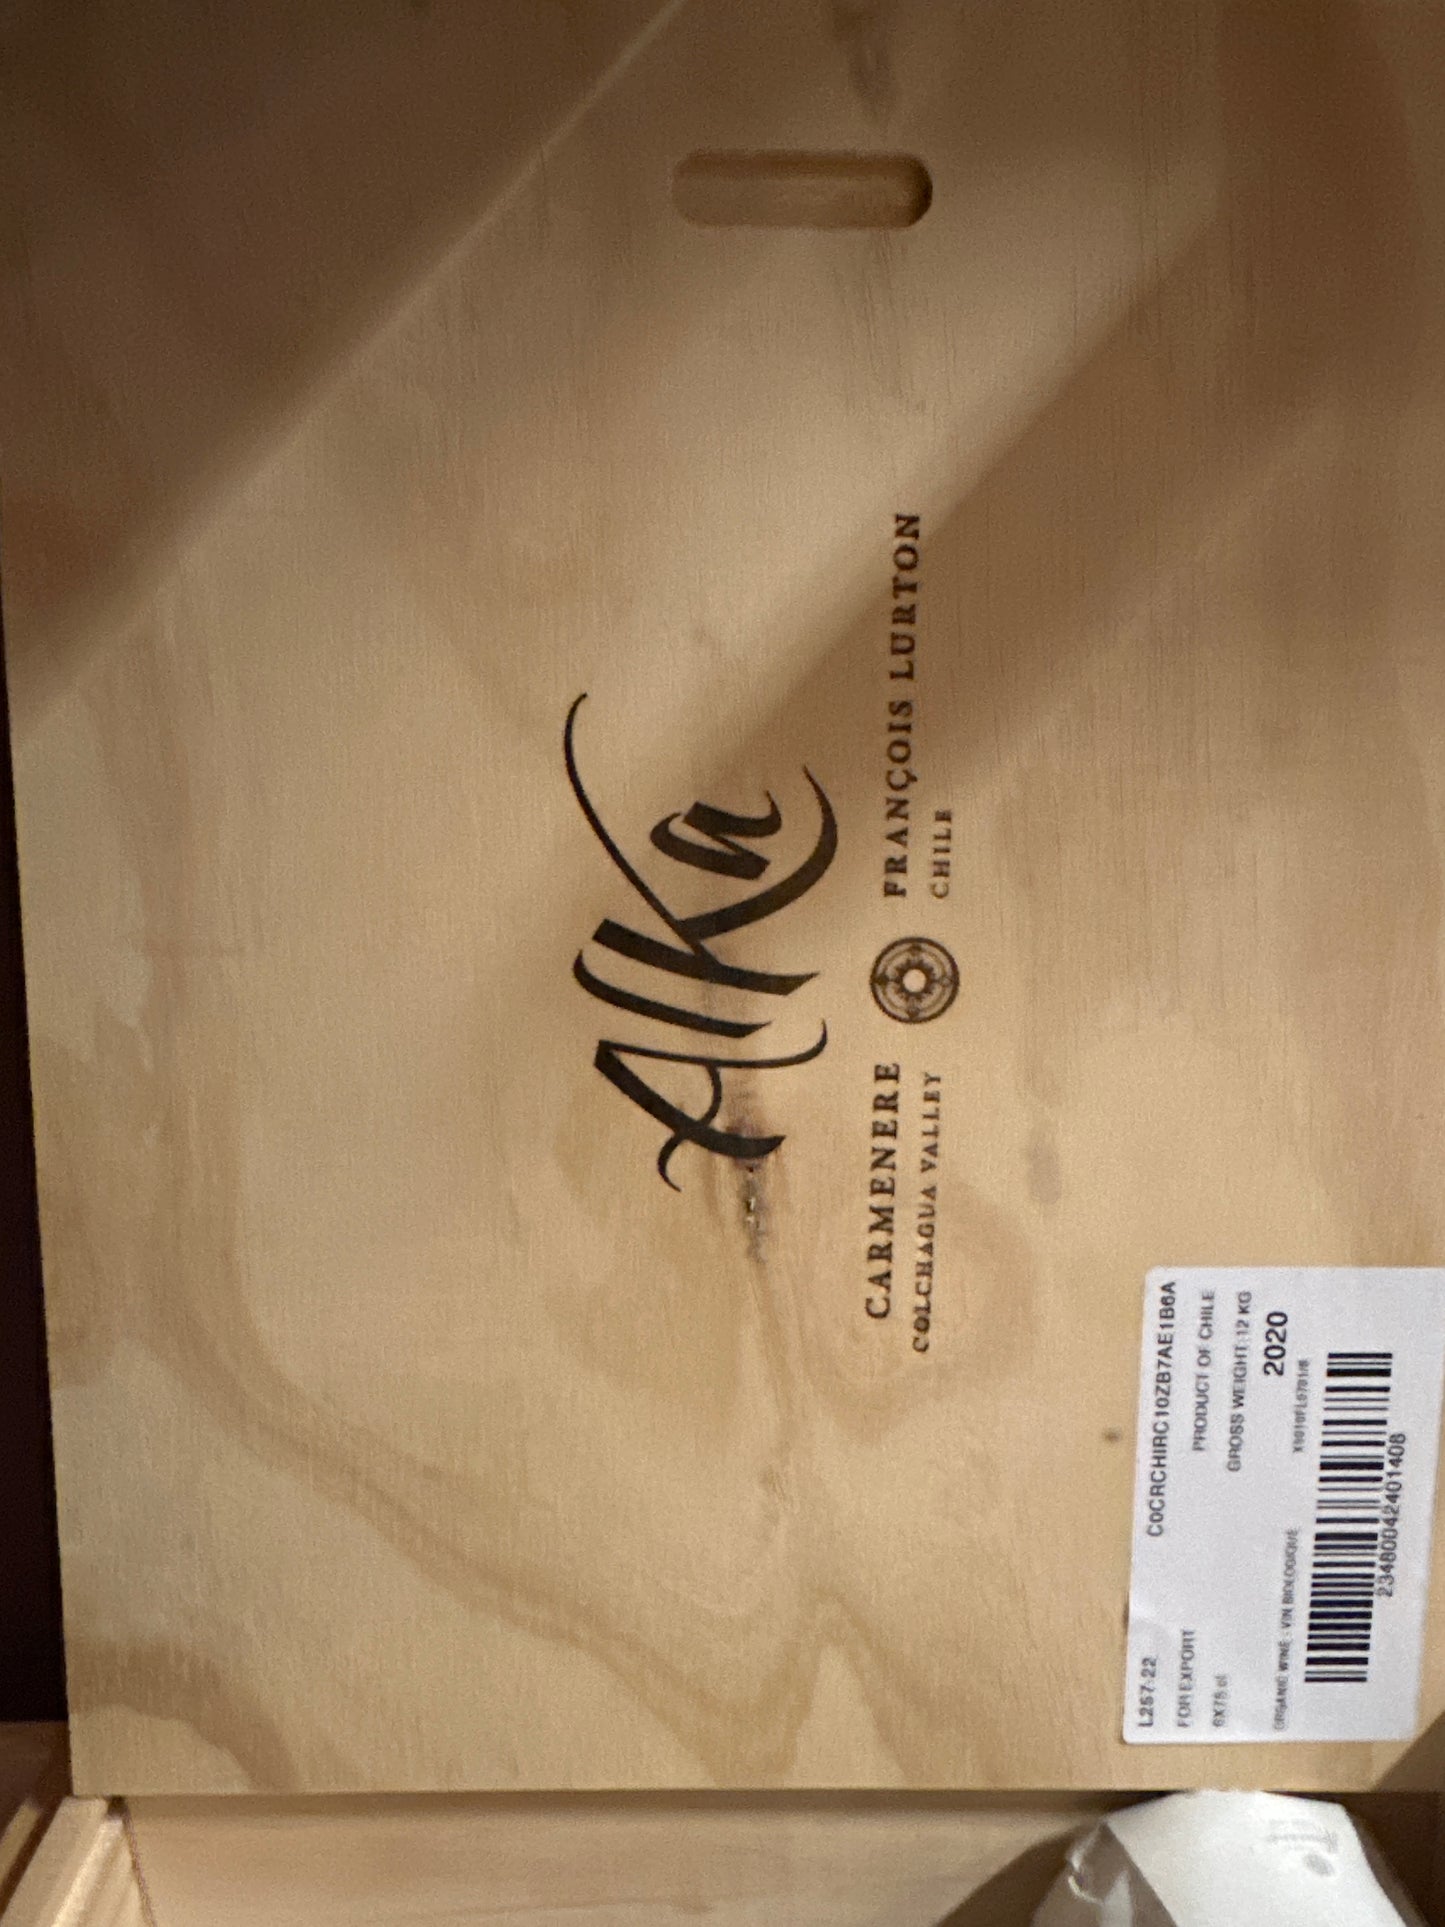 Alka
CARMENERE
COLCHAGUA VALLEY
FRANÇOIS LURTON
CHILE
L257:22 C0CRCHIRC10ZB7AE1B6A
FOR EXPORT PRODUCT OF CHILE
6X75 cl GROSS WEIGHT: 12 KG
2020
ORGANIC WINE - VIN BIOLOGIQUE
23480042401408